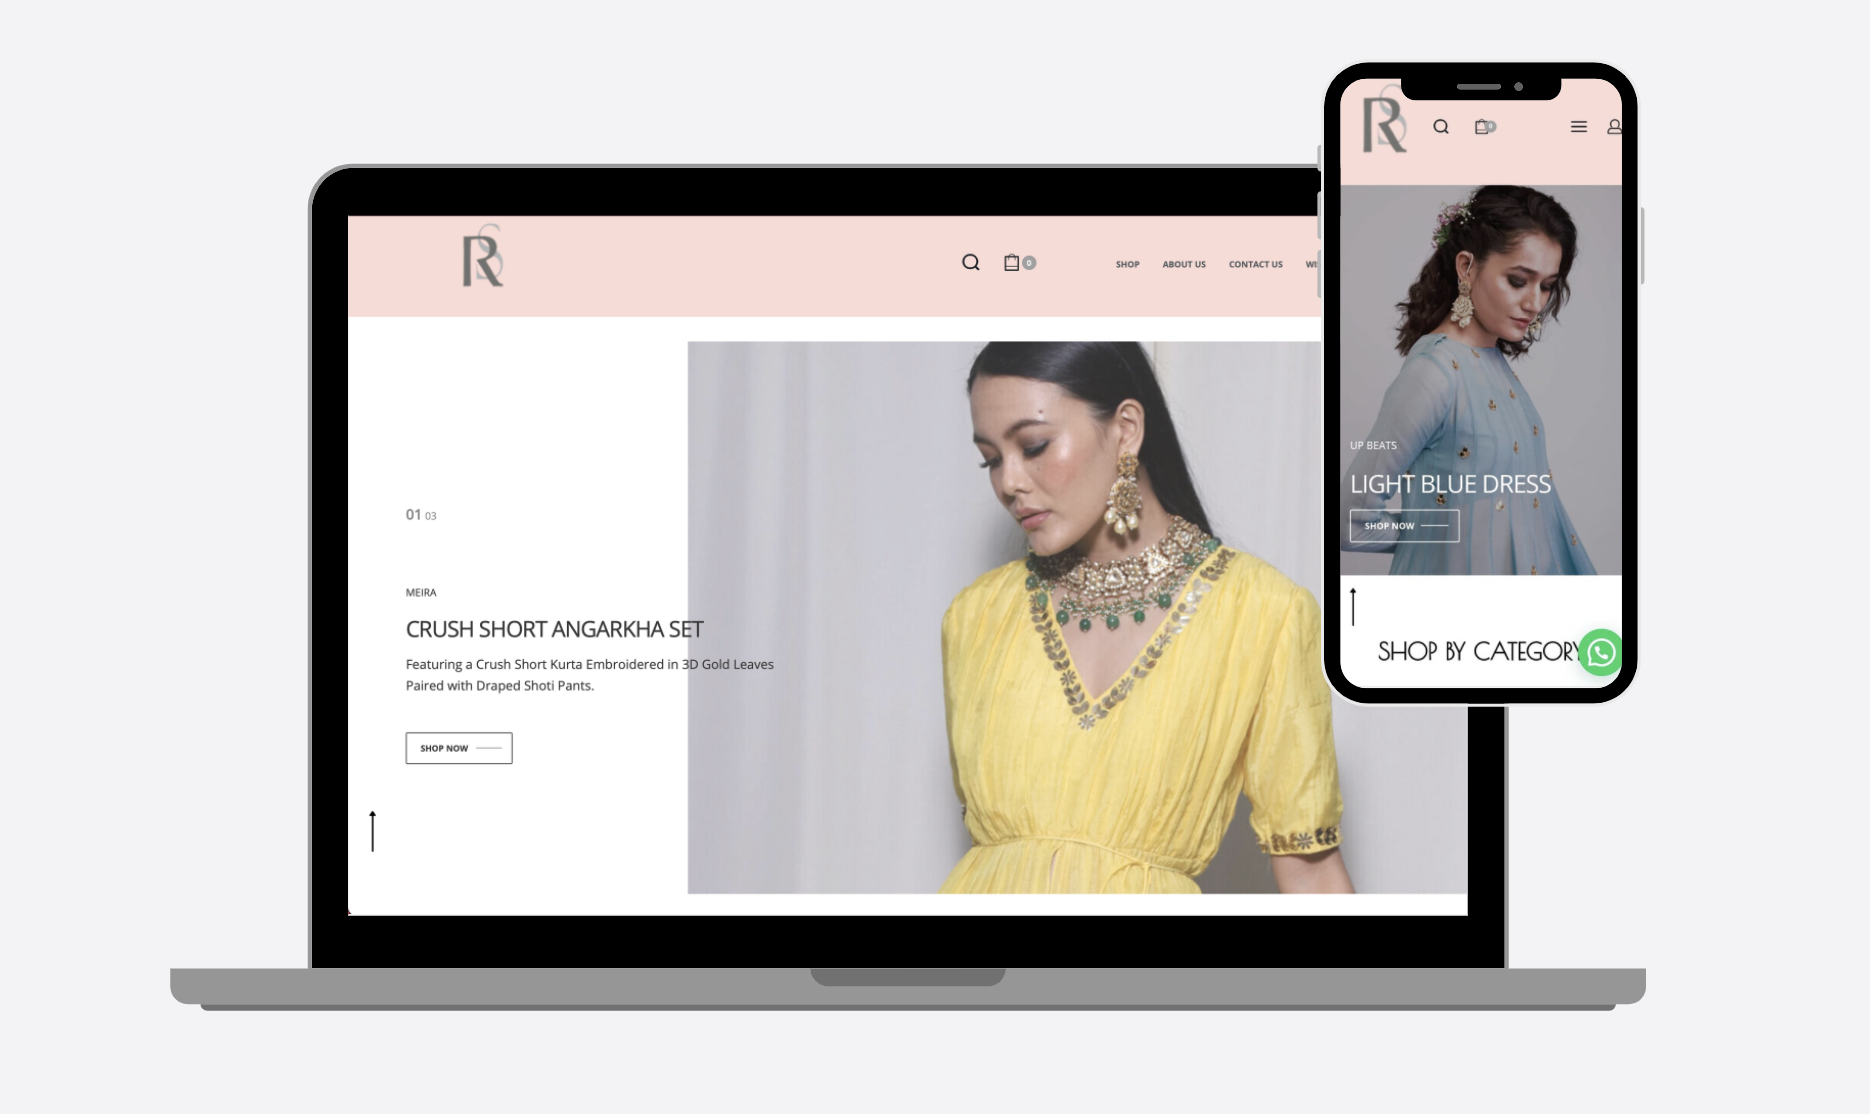 RS
0
SHOP
ABOUT US
CONTACT US
01 03
MEIRA
CRUSH SHORT ANGARKHA SET
Featuring a Crush Short Kurta Embroidered in 3D Gold Leaves
Paired with Draped Shoti Pants.
SHOP NOW
RS
0
UP BEATS
LIGHT BLUE DRESS
SHOP NOW
SHOP BY CATEGORY